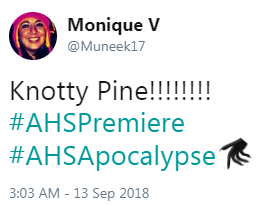 Monique V
@Muneek17
Knotty Pine!!!!!!!!
#AHSPremiere
#AHSApocalypse
3:03 AM - 13 Sep 2018